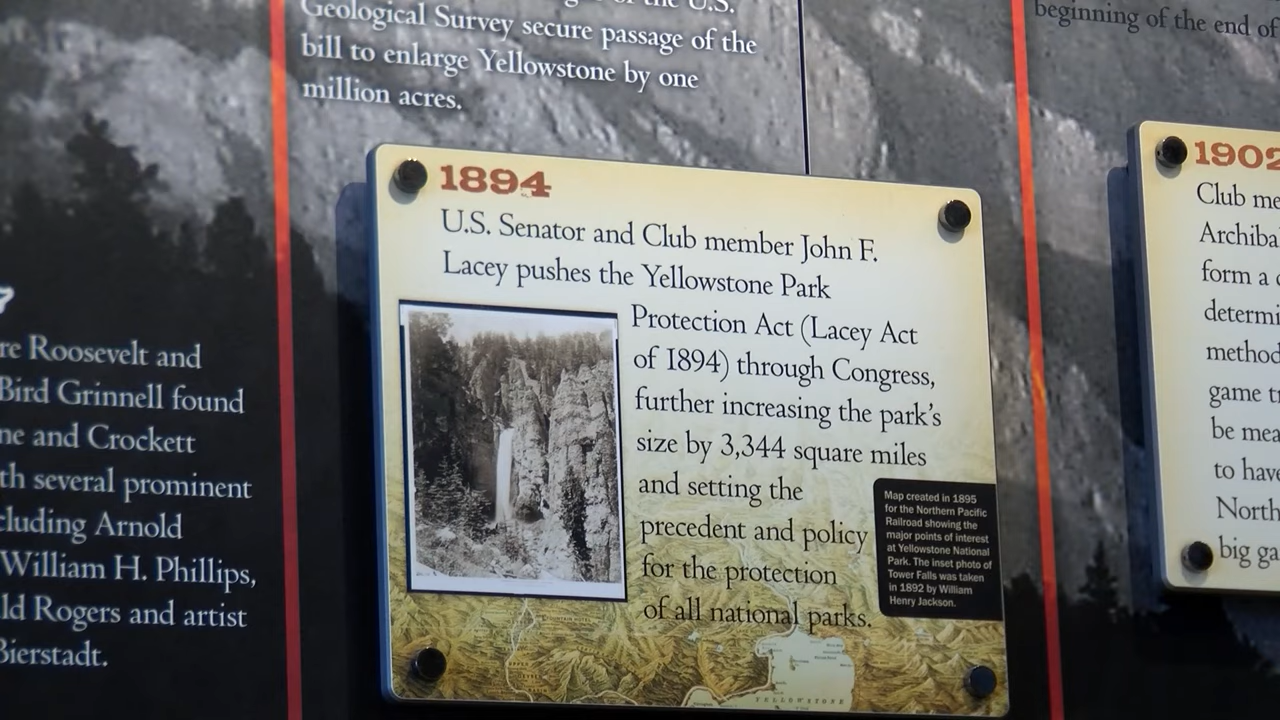 Geological Survey secure passage of the
bill to enlarge Yellowstone by one
million acres.
beginning of the end of
7
re Roosevelt and
Bird Grinnell found
ne and Crockett
th several prominent
cluding Arnold
William H. Phillips,
ld Rogers and artist
Bierstadt.
1894
U.S. Senator and Club member John F.
Lacey pushes the Yellowstone Park
Protection Act (Lacey Act
of 1894) through Congress,
further increasing the park's
size by 3,344 square miles
and setting the
precedent and policy
for the protection
of all national parks.
Map created in 1895
for the Northern Pacific
Railroad showing the
major points of interest
at Yellowstone National
Park. The inset photo of
Tower Falls was taken
in 1892 by William
Henry Jackson.
YELLOWSTONE
1902
Club me
Archiba
form a
determi
method
game tr
be mea
to have
North
big ga